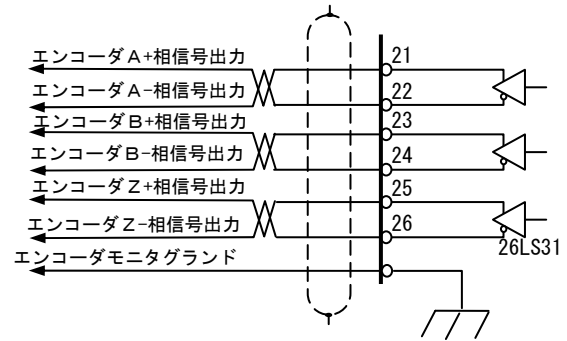 エンコーダA+相信号出力
21
エンコーダA-相信号出力
22
エンコーダB+相信号出力
23
エンコーダB-相信号出力
24
エンコーダZ+相信号出力
25
エンコーダZ-相信号出力
26
26LS31
エンコーダモニタグランド